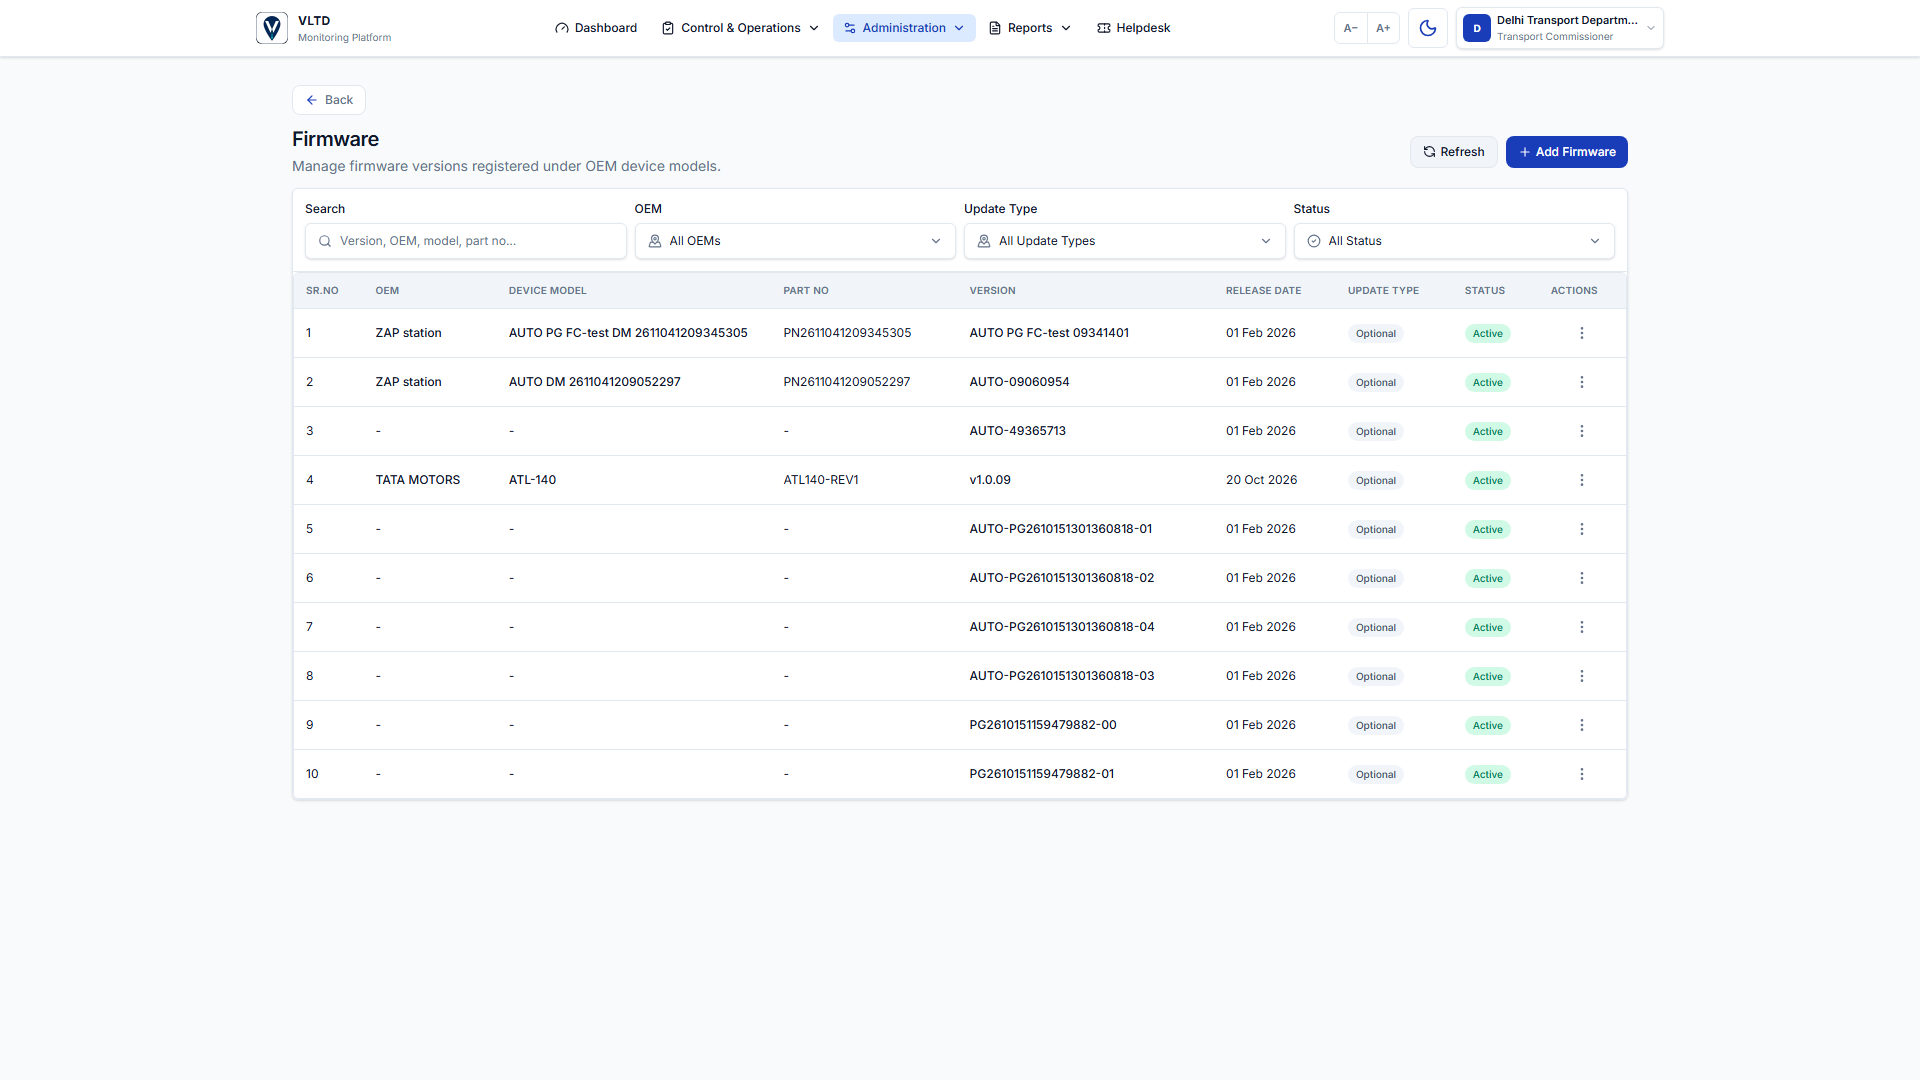 VLTD
Monitoring Platform
Dashboard
Control & Operations
Administration
Reports
Helpdesk
A−
A+
D
Delhi Transport Departm...
Transport Commissioner
Back
Firmware
Manage firmware versions registered under OEM device models.
Refresh
Add Firmware
Search
OEM
Update Type
Status
Version, OEM, model, part no...
All OEMs
All Update Types
All Status
SR.NO OEM DEVICE MODEL PART NO VERSION RELEASE DATE UPDATE TYPE STATUS ACTIONS
1 ZAP station AUTO PG FC-test DM 2611041209345305 PN2611041209345305 AUTO PG FC-test 09341401 01 Feb 2026 Optional Active
2 ZAP station AUTO DM 2611041209052297 PN2611041209052297 AUTO-09060954 01 Feb 2026 Optional Active
3 - - - AUTO-49365713 01 Feb 2026 Optional Active
4 TATA MOTORS ATL-140 ATL140-REV1 v1.0.09 20 Oct 2026 Optional Active
5 - - - AUTO-PG2610151301360818-01 01 Feb 2026 Optional Active
6 - - - AUTO-PG2610151301360818-02 01 Feb 2026 Optional Active
7 - - - AUTO-PG2610151301360818-04 01 Feb 2026 Optional Active
8 - - - AUTO-PG2610151301360818-03 01 Feb 2026 Optional Active
9 - - - PG2610151159479882-00 01 Feb 2026 Optional Active
10 - - - PG2610151159479882-01 01 Feb 2026 Optional Active